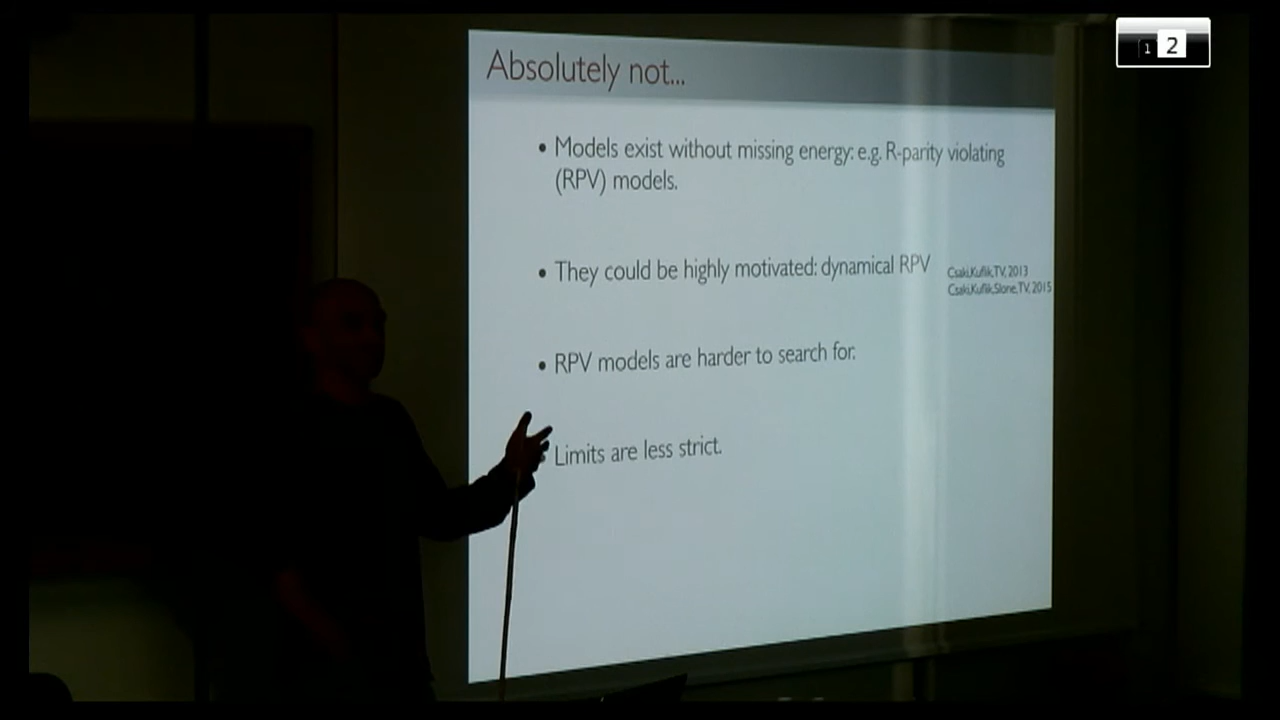 1 2
Absolutely not...
• Models exist without missing energy: e.g. R-parity violating
(RPV) models.
• They could be highly motivated: dynamical RPV
Csaki,Kuflik,TV, 2013
Csaki,Kuflik,Slone,TV, 2015
• RPV models are harder to search for.
Limits are less strict.